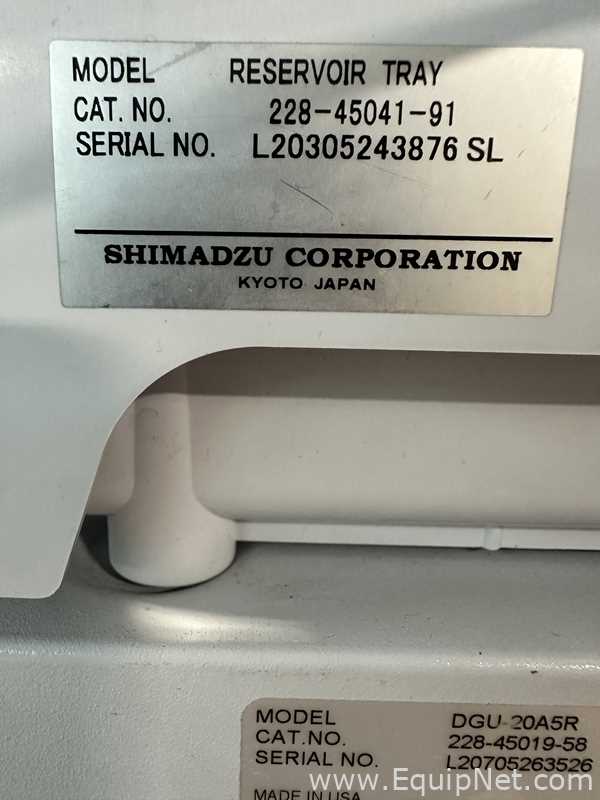 MODEL RESERVOIR TRAY
CAT. NO. 228-45041-91
SERIAL NO. L20305243876 SL
SHIMADZU CORPORATION
KYOTO JAPAN
MODEL DGU-20A5R
CAT.NO. 228-45019-58
SERIAL NO. L20705263526
MADE IN USA
www.EquipNet.com